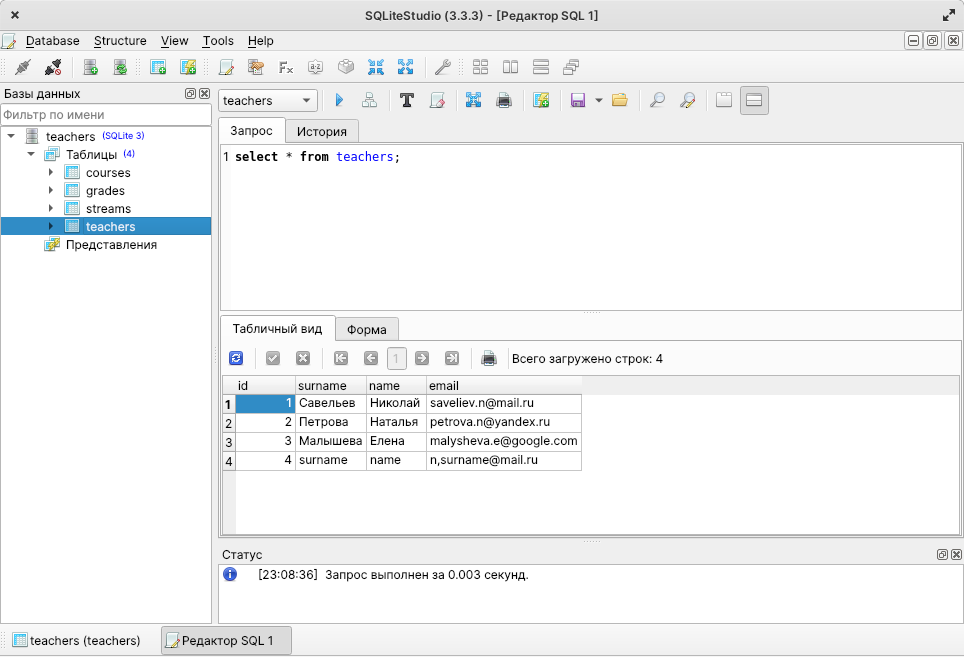 SQLiteStudio (3.3.3) - [Редактор SQL 1]
Database Structure View Tools Help
Базы данных
Фильтр по имени
teachers (SQLite 3)
Таблицы (4)
courses
grades
streams
teachers
Представления
teachers
Запрос История
1 select * from teachers;
Табличный вид Форма
1 Всего загружено строк: 4
id surname name email
1 1 Савельев Николай saveliev.n@mail.ru
2 2 Петрова Наталья petrova.n@yandex.ru
3 3 Малышева Елена malysheva.e@google.com
4 4 surname name n,surname@mail.ru
Статус
[23:08:36] Запрос выполнен за 0.003 секунд.
teachers (teachers) Редактор SQL 1